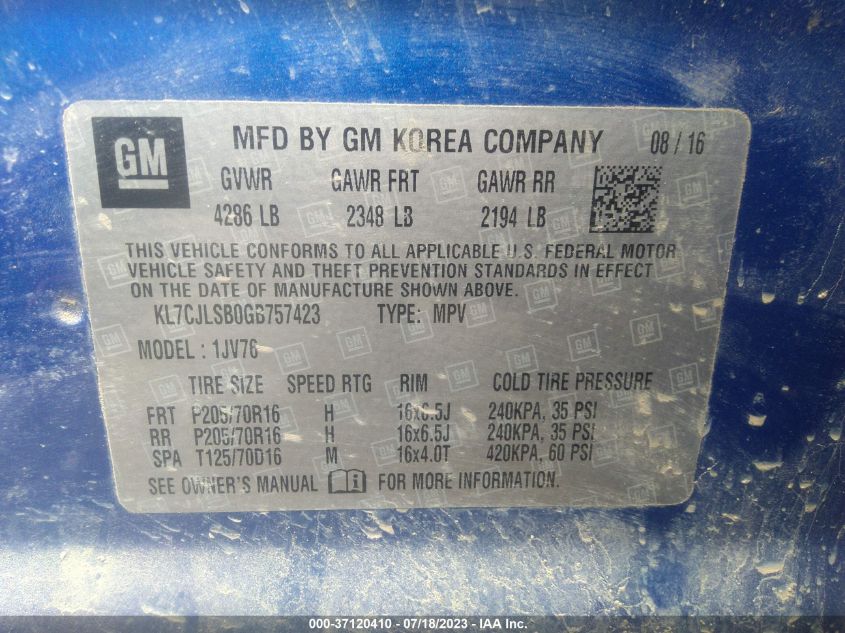 GM
MFD BY GM KOREA COMPANY 08 / 16
GVWR GAWR FRT GAWR RR
4286 LB 2348 LB 2194 LB
THIS VEHICLE CONFORMS TO ALL APPLICABLE U.S. FEDERAL MOTOR
VEHICLE SAFETY AND THEFT PREVENTION STANDARDS IN EFFECT
ON THE DATE OF MANUFACTURE SHOWN ABOVE.
KL7CJLSB0GB757423 TYPE: MPV
MODEL : 1JV76
TIRE SIZE SPEED RTG RIM COLD TIRE PRESSURE
FRT P205/70R16 H 16x6.5J 240KPA, 35 PSI
RR P205/70R16 H 16x6.5J 240KPA, 35 PSI
SPA T125/70D16 M 16x4.0T 420KPA, 60 PSI
SEE OWNER'S MANUAL FOR MORE INFORMATION.
000-37120410 - 07/18/2023 - IAA Inc.